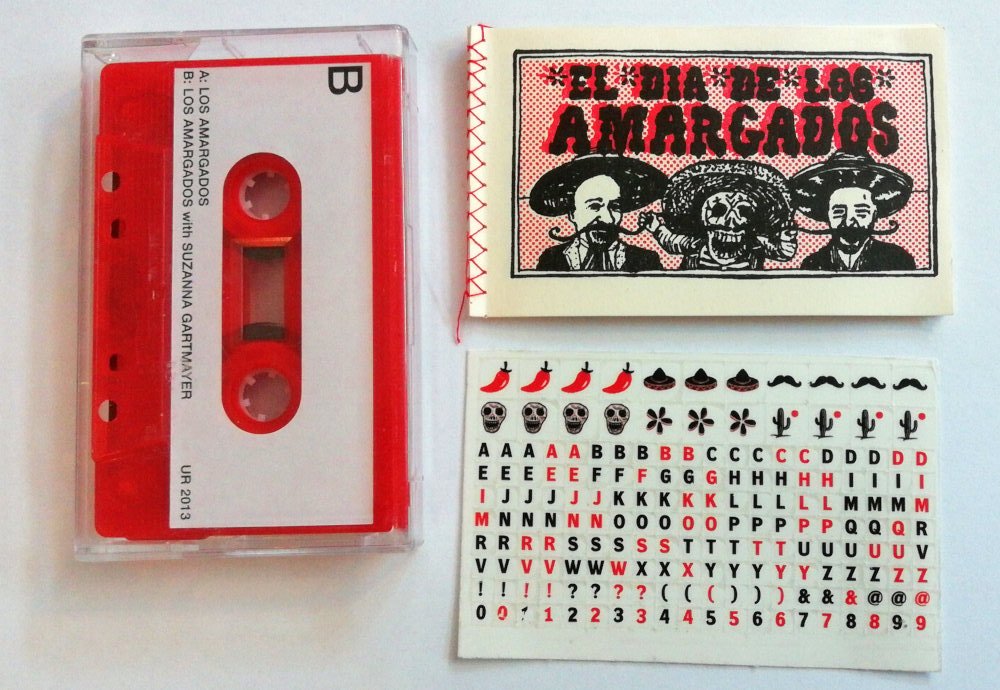 B
A: LOS AMARGADOS
B: LOS AMARGADOS with SUZANNA GARTMAYER
UR 2013
*EL*DIA*DE*LOS*
AMARGADOS
A A A A A B B B B B C C C C C D D D D D
E E E E E F F F G G G H H H H H I I I I
I J J J J J K K K K K L L L L L M M M M
M N N N N N O O O O O P P P P P Q Q Q R
R R R R S S S S S T T T T T U U U U U V
V V V V W W W X X X Y Y Y Y Y Z Z Z Z Z
! ! ! ! ? ? ? ? ( ( ( ) ) ) & & & @ @ @
0 0 1 1 2 2 3 3 4 4 5 5 6 6 7 7 8 8 9 9